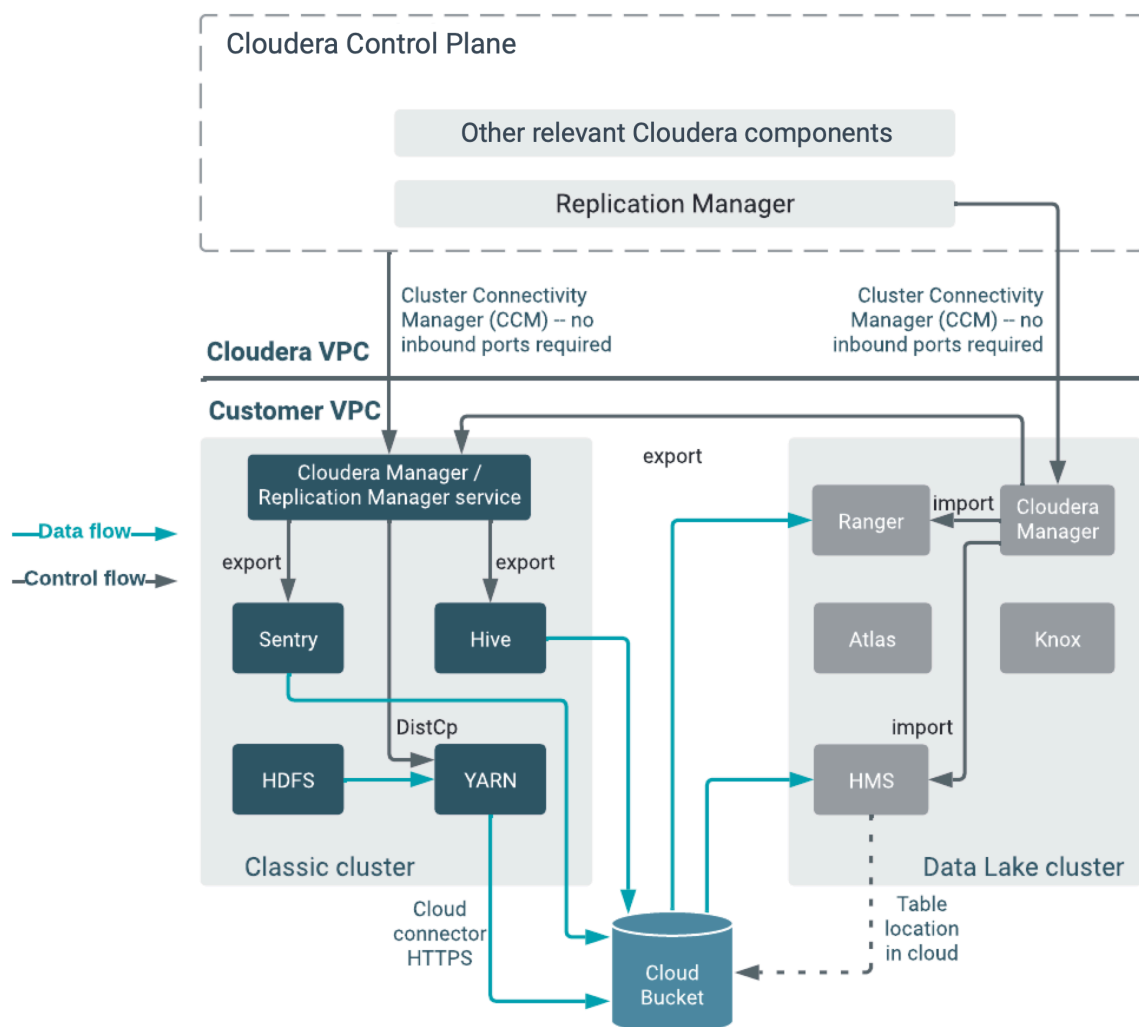 Cloudera Control Plane
Other relevant Cloudera components
Replication Manager
Cluster Connectivity
Manager (CCM) -- no
inbound ports required
Cluster Connectivity
Manager (CCM) -- no
inbound ports required
Cloudera VPC
Customer VPC
Cloudera Manager /
Replication Manager service
export
Ranger
import
Cloudera
Manager
Data flow
Control flow
export
export
Sentry
Hive
Atlas
Knox
DistCp
import
HDFS
YARN
HMS
Classic cluster
Data Lake cluster
Cloud
connector
HTTPS
Table
location
in cloud
Cloud
Bucket